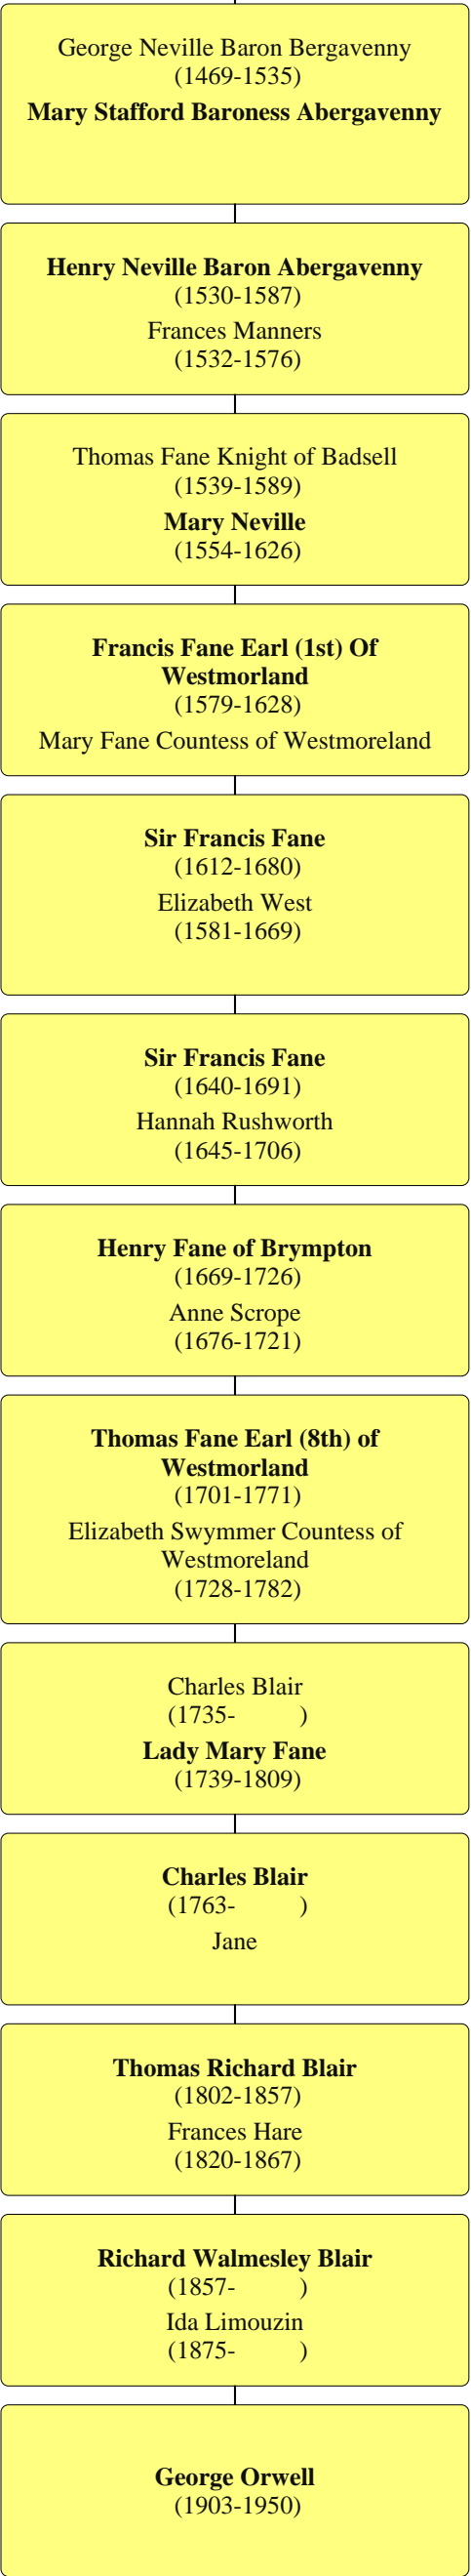 George Neville Baron Bergavenny
(1469-1535)
Mary Stafford Baroness Abergavenny
Henry Neville Baron Abergavenny
(1530-1587)
Frances Manners
(1532-1576)
Thomas Fane Knight of Badsell
(1539-1589)
Mary Neville
(1554-1626)
Francis Fane Earl (1st) Of
Westmorland
(1579-1628)
Mary Fane Countess of Westmoreland
Sir Francis Fane
(1612-1680)
Elizabeth West
(1581-1669)
Sir Francis Fane
(1640-1691)
Hannah Rushworth
(1645-1706)
Henry Fane of Brympton
(1669-1726)
Anne Scrope
(1676-1721)
Thomas Fane Earl (8th) of
Westmorland
(1701-1771)
Elizabeth Swymmer Countess of
Westmoreland
(1728-1782)
Charles Blair
(1735- )
Lady Mary Fane
(1739-1809)
Charles Blair
(1763- )
Jane
Thomas Richard Blair
(1802-1857)
Frances Hare
(1820-1867)
Richard Walmesley Blair
(1857- )
Ida Limouzin
(1875- )
George Orwell
(1903-1950)